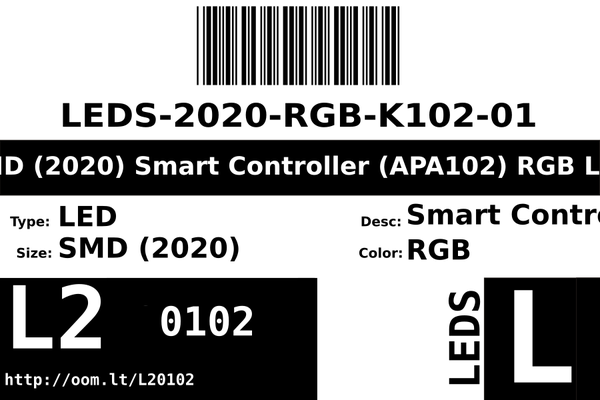 LEDS-2020-RGB-K102-01
(2020) Smart Controller (APA102) RGB
Type: LED
Desc: Smart
Size: SMD (2020)
Color: RGB
L2
0102
LEDS
L
http://oom.lt/L20102